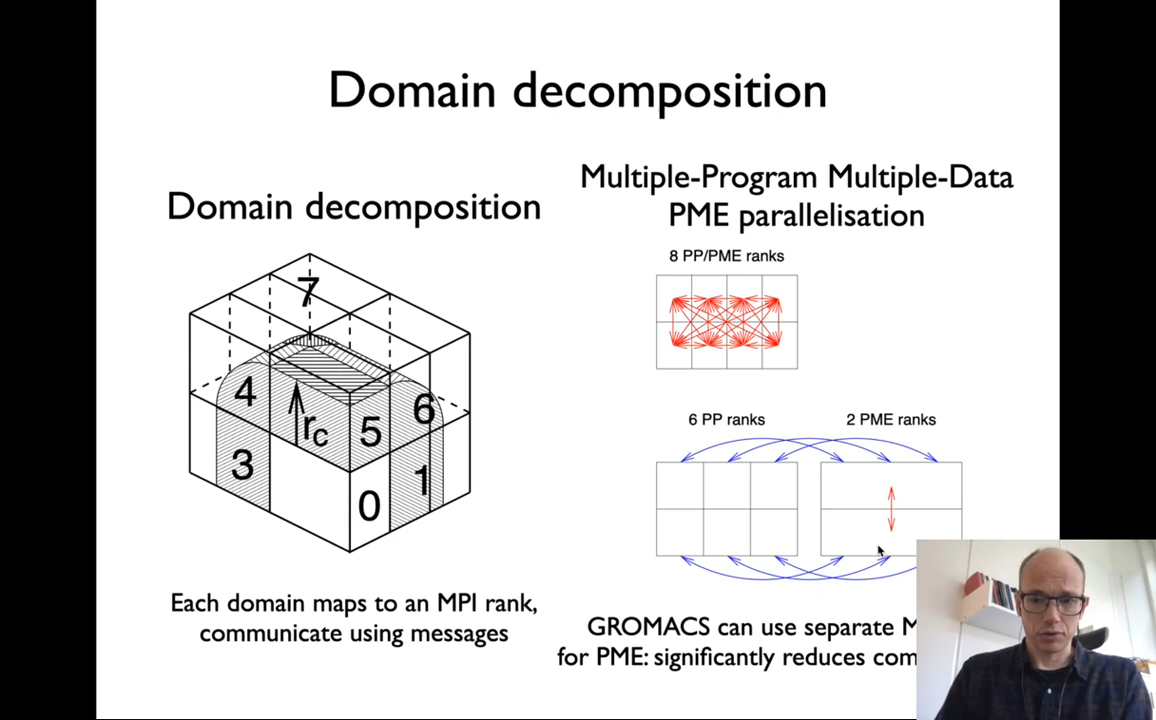 Domain decomposition
Domain decomposition
7
4
6
rc
5
3
1
0
Each domain maps to an MPI rank,
communicate using messages
Multiple-Program Multiple-Data
PME parallelisation
8 PP/PME ranks
6 PP ranks
2 PME ranks
GROMACS can use separate
for PME: significantly reduces